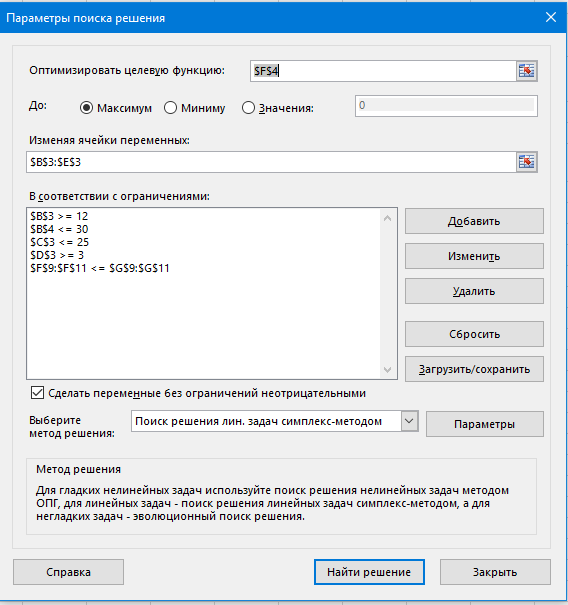 Параметры поиска решения
Оптимизировать целевую функцию: $F$4
До: Максимум Миниму Значения: 0
Изменяя ячейки переменных:
$B$3:$E$3
В соответствии с ограничениями:
$B$3 >= 12
$B$4 <= 30
$C$3 <= 25
$D$3 >= 3
$F$9:$F$11 <= $G$9:$G$11
Добавить
Изменить
Удалить
Сбросить
Загрузить/сохранить
Сделать переменные без ограничений неотрицательными
Выберите
метод решения:
Поиск решения лин. задач симплекс-методом
Параметры
Метод решения
Для гладких нелинейных задач используйте поиск решения нелинейных задач методом
ОПГ, для линейных задач - поиск решения линейных задач симплекс-методом, а для
негладких задач - эволюционный поиск решения.
Справка
Найти решение
Закрыть